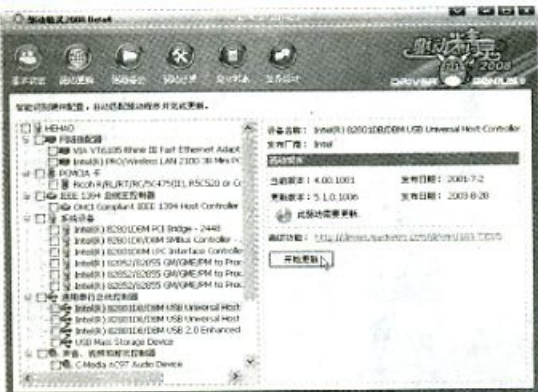 驱动精灵2008 Beta4
驱动更新
驱动精灵
2008
DRIVER GENIUS
智能识别硬件配置，自动匹配驱动程序并完成更新。
HEHAO
网络适配器
VIA VT6105 Rhine III Fast Ethernet Adapt
Intel(R) PRO/Wireless LAN 2100 3B Mini PC
PCMCIA 卡
Ricoh R/RL/RT/RC/5C475(II), R5C520 or Co
IEEE 1394 总线主控制器
OHCI Compliant IEEE 1394 Host Controller
系统设备
Intel(R) 82801DBM PCI Bridge - 2448
Intel(R) 82801DB/DBM SMBus Controller -
Intel(R) 82801DBM LPC Interface Controller
Intel(R) 82852/82855 GM/GME/PM to Proc
Intel(R) 82852/82855 GM/GME/PM to Proc
Intel(R) 82852/82855 GM/GME/PM to Proc
通用串行总线控制器
Intel(R) 82801DB/DBM USB Universal Host
Intel(R) 82801DB/DBM USB Universal Host
Intel(R) 82801DB/DBM USB 2.0 Enhanced
USB Mass Storage Device
声音、视频和游戏控制器
C-Media AC97 Audio Device
设备名称： Intel(R) 82801DB/DBM USB Universal Host Controller
发布厂商： Intel
当前版本： 4.00.1001 发布日期： 2001-7-2
更新版本： 5.1.0.1006 发布日期： 2003-8-28
此驱动需要更新.
开始更新